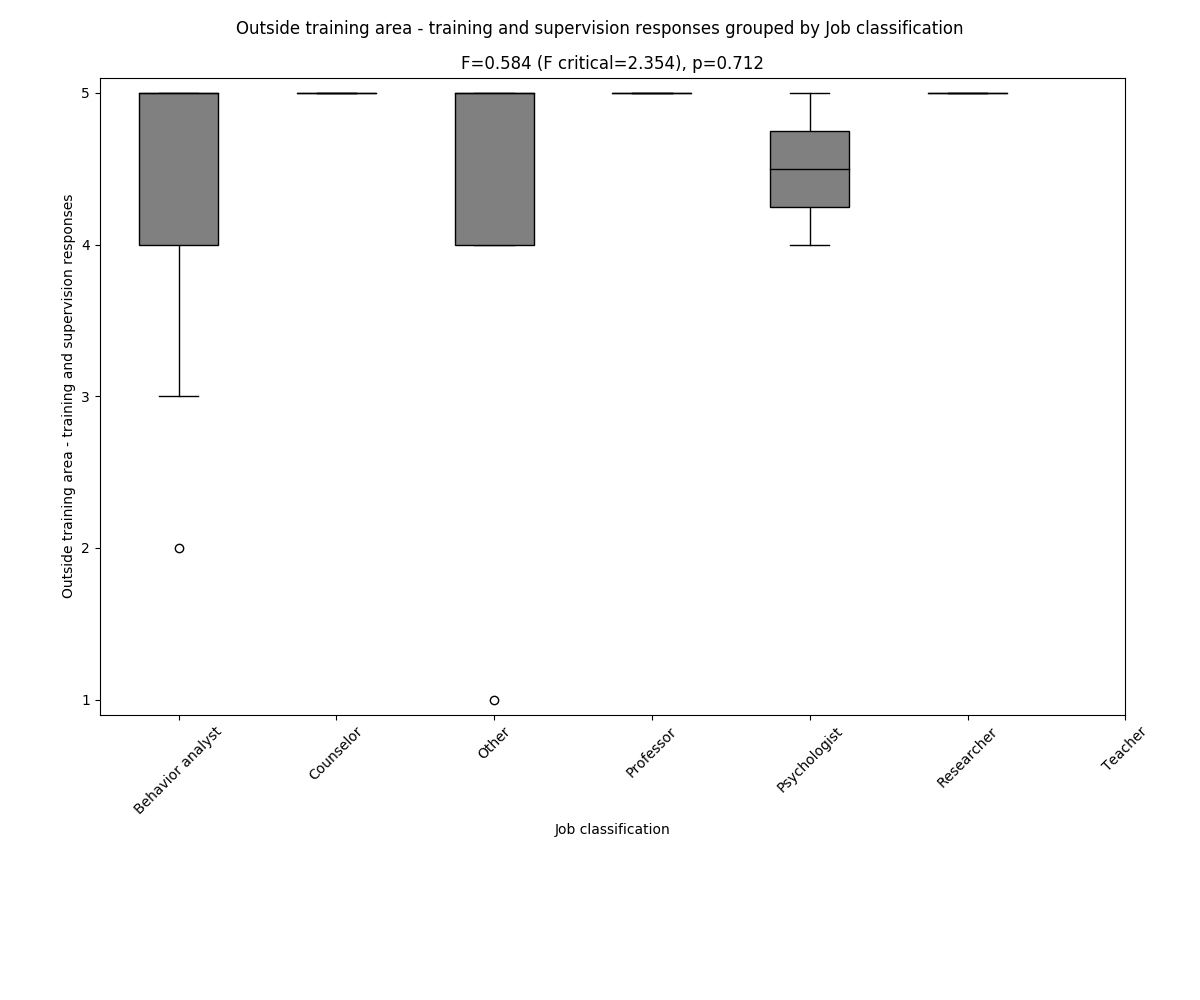 Outside training area - training and supervision responses grouped by Job classification
F=0.584 (F critical=2.354), p=0.712
Outside training area - training and supervision responses
5
4
3
2
1
Behavior analyst
Counselor
Other
Professor
Psychologist
Researcher
Teacher
Job classification